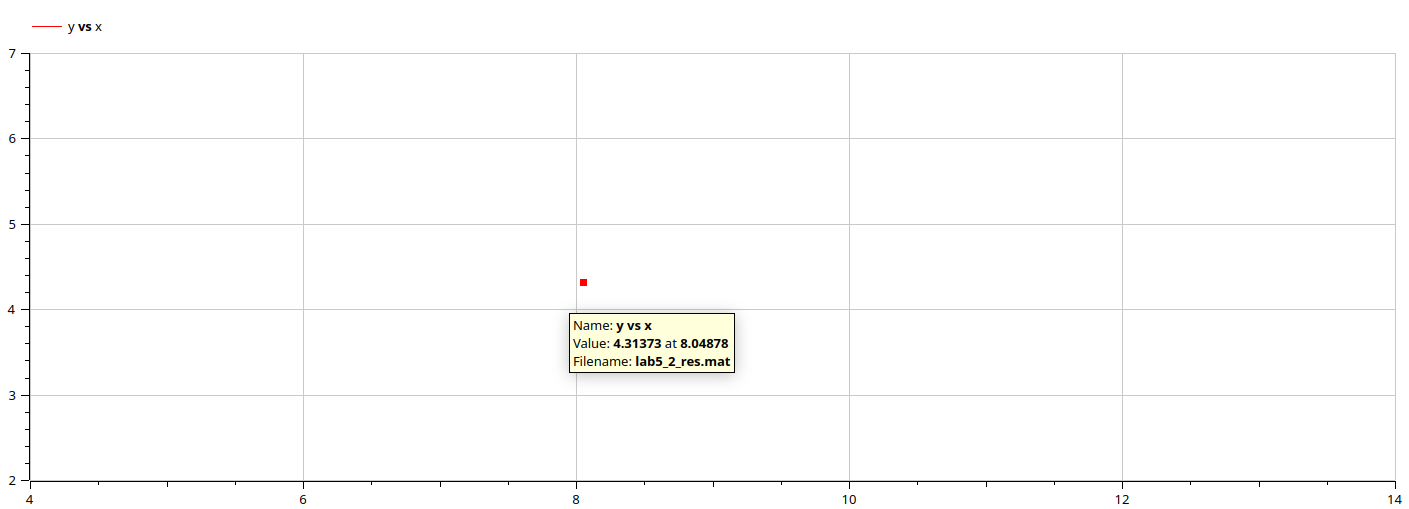 y vs x
7
6
5
4
3
2
4 6 8 10 12 14
Name: y vs x
Value: 4.31373 at 8.04878
Filename: lab5_2_res.mat